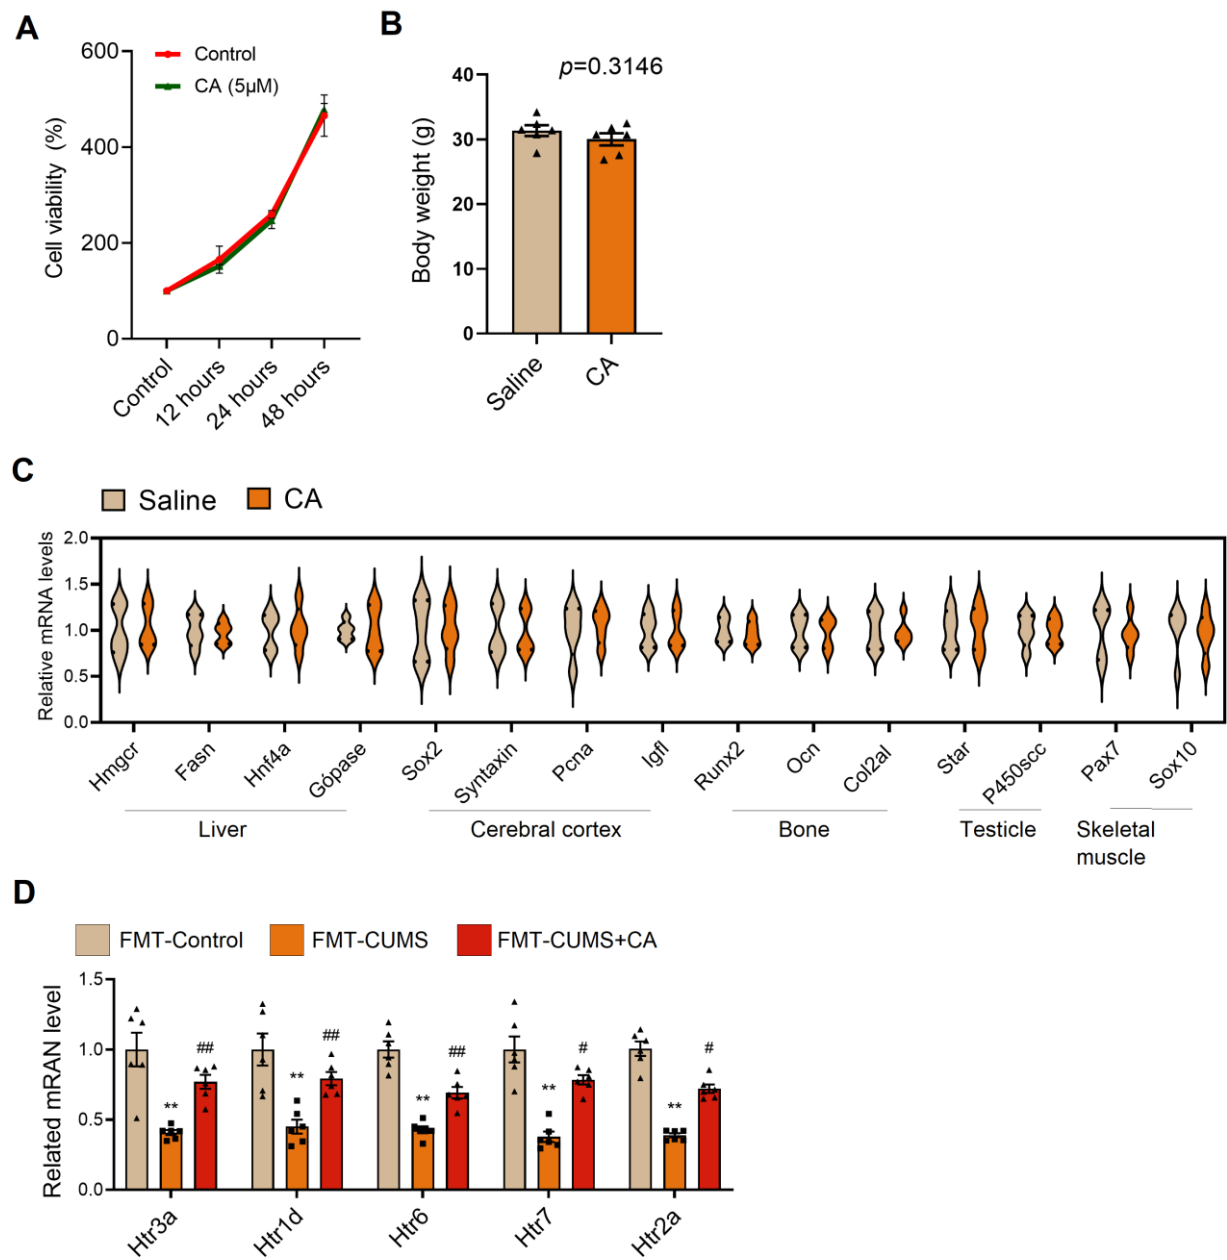 A
600
400
200
0
Cell viability (%)
Control
CA (5μM)
Control
12 hours
24 hours
48 hours
B
p=0.3146
40
30
20
10
0
Body weight (g)
Saline
CA
C
Saline
CA
2.0
1.5
1.0
0.5
0.0
Relative mRNA levels
Hmgcr
Fasn
Hnf4a
Gópase
Sox2
Syntaxin
Pcna
Igfl
Runx2
Ocn
Col2al
Star
P450scc
Pax7
Sox10
Liver
Cerebral cortex
Bone
Testicle
Skeletal
muscle
D
FMT-Control
FMT-CUMS
FMT-CUMS+CA
1.5
1.0
0.5
0.0
Related mRAN level
**
##
**
##
**
##
**
#
**
#
Htr3a
Htr1d
Htr6
Htr7
Htr2a